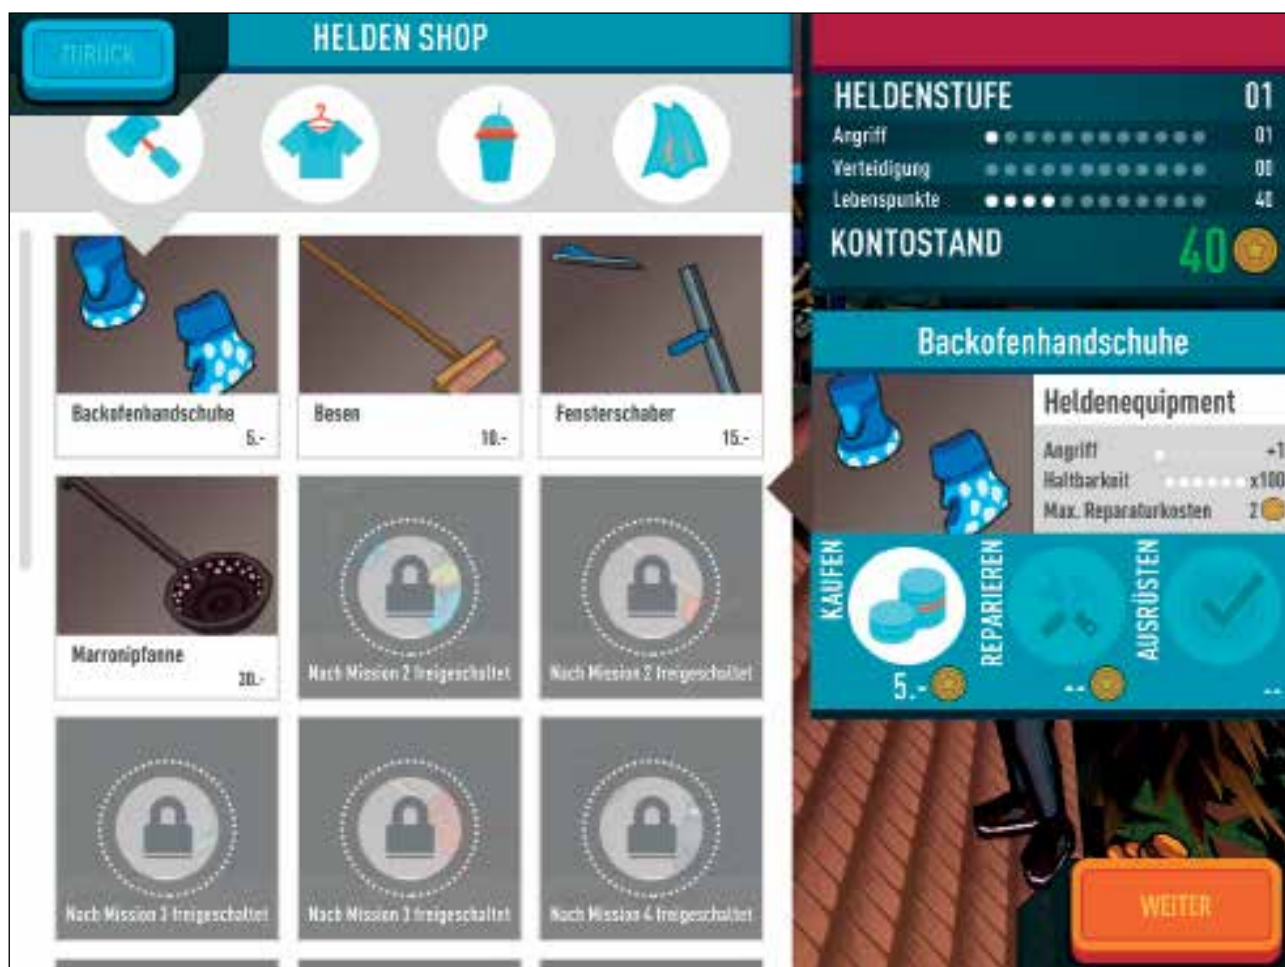 ZURÜCK
HELDEN SHOP
Backofenhandschuhe
5.-
Besen
10.-
Fensterschaber
15.-
Marronipfanne
20.-
Nach Mission 2 freigeschaltet
Nach Mission 2 freigeschaltet
Nach Mission 3 freigeschaltet
Nach Mission 3 freigeschaltet
Nach Mission 4 freigeschaltet
HELDENSTUFE 01
Angriff 01
Verteidigung 00
Lebenspunkte 40
KONTOSTAND 40
Backofenhandschuhe
Heldenequipment
Angriff +1
Haltbarkeit x100
Max. Reparaturkosten 2
KAUFEN
5.-
REPARIEREN
--
AUSRÜSTEN
--
WEITER